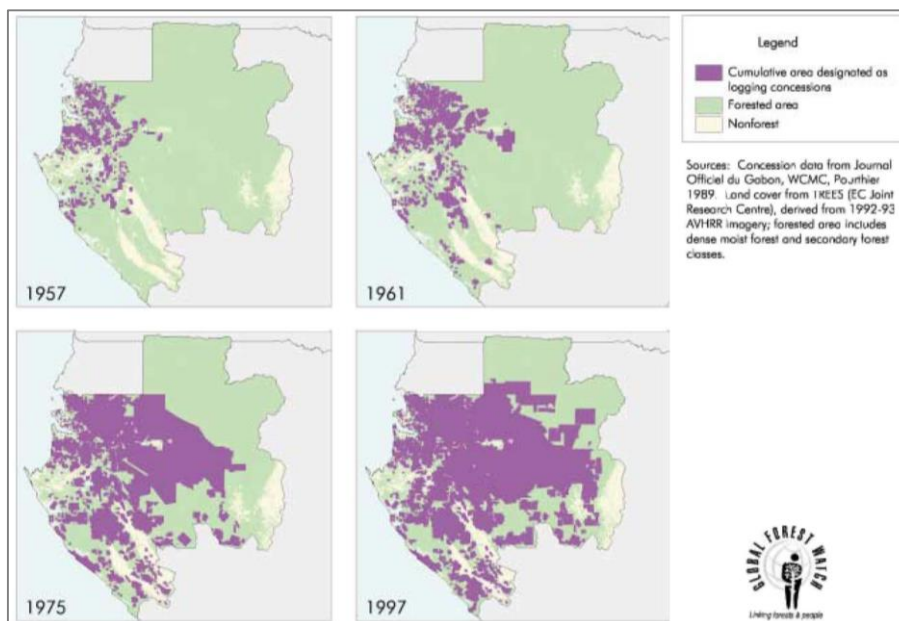 Legend
Cumulative area designated as
logging concessions
Forested area
Nonforest
Sources: Concession data from Journal
Officiel du Gabon, WCMC, Pourthier
1989. Land cover from TREES (EC Joint
Research Centre), derived from 1992-93
AVHRR imagery; forested area includes
dense moist forest and secondary forest
classes.
1957
1961
1975
1997
GLOBAL FOREST WATCH
Linking forests & people